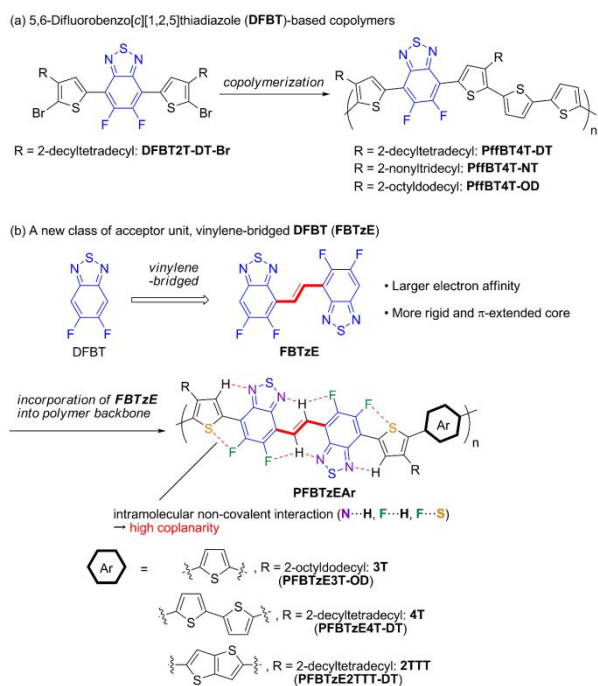 (a) 5,6-Difluorobenzo[c][1,2,5]thiadiazole (DFBT)-based copolymers
S
N N
R R
S S
Br Br
F F
copolymerization
S
N N
R R
S S S S
F F
n
R = 2-decyltetradecyl: DFBT2T-DT-Br
R = 2-decyltetradecyl: PffBT4T-DT
R = 2-nonyltridecyl: PffBT4T-NT
R = 2-octyldodecyl: PffBT4T-OD
(b) A new class of acceptor unit, vinylene-bridged DFBT (FBTzE)
S
N N
F F
DFBT
vinylene
-bridged
S
N N
F F
F F
N N
S
FBTzE
• Larger electron affinity
• More rigid and π-extended core
incorporation of FBTzE
into polymer backbone
R H
S
N N
H
F F
S
Ar
n
S
F F
H
N N
S
H
R
PFBTzEAr
intramolecular non-covalent interaction (N···H, F···H, F···S)
→ high coplanarity
Ar =
S
, R = 2-octyldodecyl: 3T
(PFBTzE3T-OD)
S
S
, R = 2-decyltetradecyl: 4T
(PFBTzE4T-DT)
S
S
, R = 2-decyltetradecyl: 2TTT
(PFBTzE2TTT-DT)